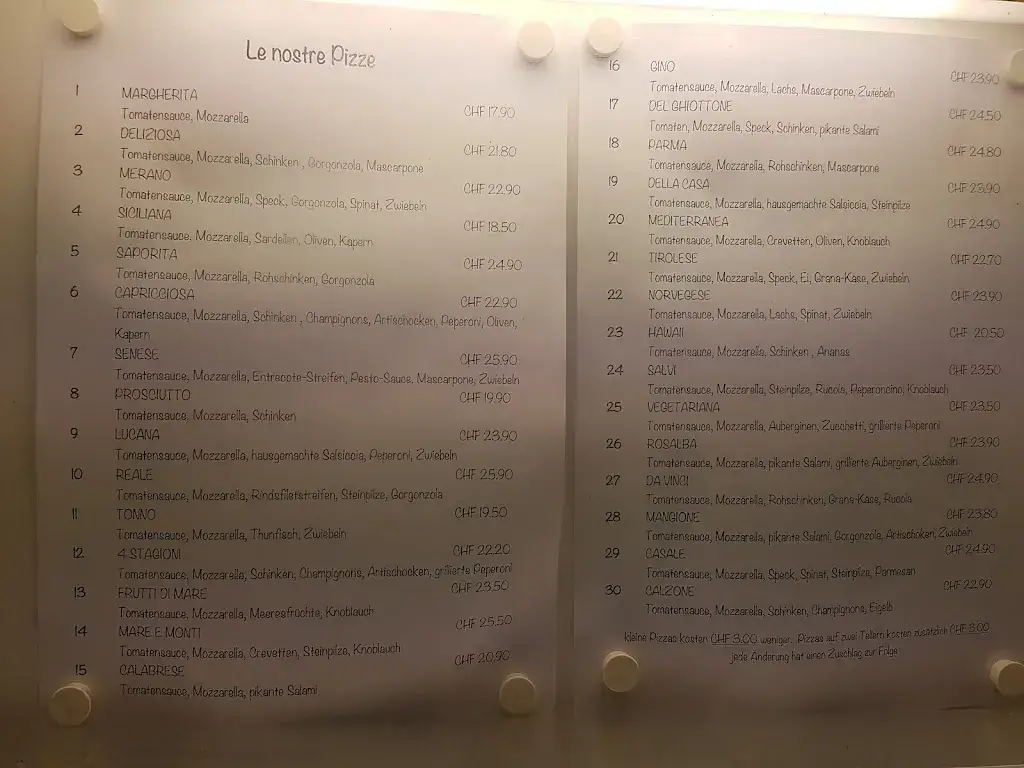 Le nostre Pizze
1 MARGHERITA CHF 17.90
Tomatensauce, Mozzarella
2 DELIZIOSA CHF 21.80
Tomatensauce, Mozzarella, Schinken , Gorgonzola, Mascarpone
3 MERANO CHF 22.90
Tomatensauce, Mozzarella, Speck, Gorgonzola, Spinat, Zwiebeln
4 SICILIANA CHF 18.50
Tomatensauce, Mozzarella, Sardellen, Oliven, Kapern
5 SAPORITA CHF 24.90
Tomatensauce, Mozzarella, Rohschinken, Gorgonzola
6 CAPRICCIOSA CHF 22.90
Tomatensauce, Mozzarella, Schinken , Champignons, Artischocken, Peperoni, Oliven,
Kapern
7 SENESE CHF 25.90
Tomatensauce, Mozzarella, Entrecote-Streifen, Pesto-Sauce, Mascarpone, Zwiebeln
8 PROSCIUTTO CHF 19.90
Tomatensauce, Mozzarella, Schinken
9 LUCANA CHF 23.90
Tomatensauce, Mozzarella, hausgemachte Salsiccia, Peperoni, Zwiebeln
10 REALE CHF 25.90
Tomatensauce, Mozzarella, Rindsfiletstreifen, Steinpilze, Gorgonzola
11 TONNO CHF 19.50
Tomatensauce, Mozzarella, Thunfisch, Zwiebeln
12 4 STAGIONI CHF 22.20
Tomatensauce, Mozzarella, Schinken, Champignons, Artischocken, grillierte Peperoni
13 FRUTTI DI MARE CHF 23.50
Tomatensauce, Mozzarella, Meeresfrüchte, Knoblauch
14 MARE E MONTI CHF 25.50
Tomatensauce, Mozzarella, Crevetten, Steinpilze, Knoblauch
15 CALABRESE CHF 20.90
Tomatensauce, Mozzarella, pikante Salami
16 GINO CHF 23.90
Tomatensauce, Mozzarella, Lachs, Mascarpone, Zwiebeln
17 DEL GHIOTTONE CHF 24.50
Tomaten, Mozzarella, Speck, Schinken, pikante Salami
18 PARMA CHF 24.80
Tomatensauce, Mozzarella, Rohschinken, Mascarpone
19 DELLA CASA CHF 23.90
Tomatensauce, Mozzarella, hausgemachte Salsiccia, Steinpilze
20 MEDITERRANEA CHF 24.90
Tomatensauce, Mozzarella, Crevetten, Oliven, Knoblauch
21 TIROLESE CHF 22.70
Tomatensauce, Mozzarella, Speck, Ei, Grana-Käse, Zwiebeln
22 NORVEGESE CHF 23.90
Tomatensauce, Mozzarella, Lachs, Spinat, Zwiebeln
23 HAWAII CHF 20.50
Tomatensauce, Mozzarella, Schinken , Ananas
24 SALVI CHF 23.50
Tomatensauce, Mozzarella, Steinpilze, Rucola, Peperoncino, Knoblauch
25 VEGETARIANA CHF 23.50
Tomatensauce, Mozzarella, Auberginen, Zucchetti, grillierte Peperoni
26 ROSALBA CHF 23.90
Tomatensauce, Mozzarella, pikante Salami, grillierte Auberginen, Zwiebeln
27 DA VINCI CHF 24.90
Tomatensauce, Mozzarella, Rohschinken, Grana-Käse, Rucola
28 MANGIONE CHF 23.80
Tomatensauce, Mozzarella, pikante Salami, Gorgonzola, Artischoken, Zwiebeln
29 CASALE CHF 24.90
Tomatensauce, Mozzarella, Speck, Spinat, Steinpilze, Parmesan
30 CALZONE CHF 22.90
Tomatensauce, Mozzarella, Schinken, Champignons, Eigelb
kleine Pizzas kosten CHF 3.00 weniger. Pizzas auf zwei Tellern kosten zusätzlich CHF 3.00
jede Änderung hat einen Zuschlag zur Folge